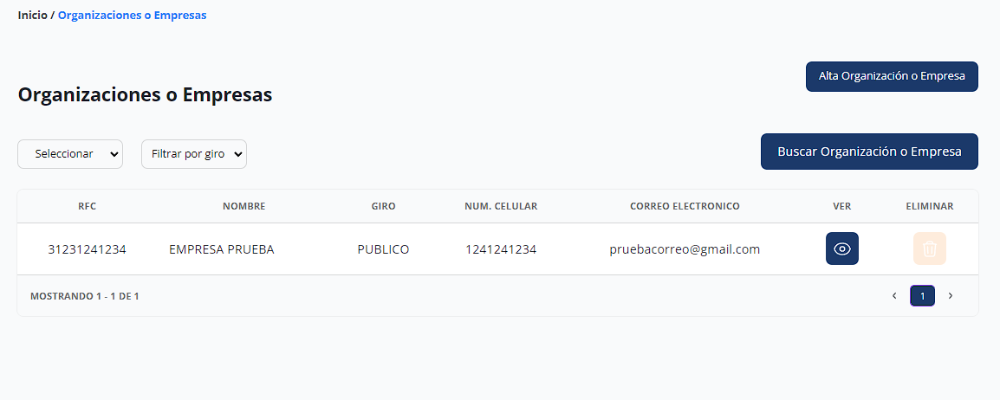 Inicio / Organizaciones o Empresas
Alta Organización o Empresa
Organizaciones o Empresas
Seleccionar
Filtrar por giro
Buscar Organización o Empresa
RFC NOMBRE GIRO NUM. CELULAR CORREO ELECTRONICO VER ELIMINAR
31231241234 EMPRESA PRUEBA PUBLICO 1241241234 pruebacorreo@gmail.com
MOSTRANDO 1 - 1 DE 1
1